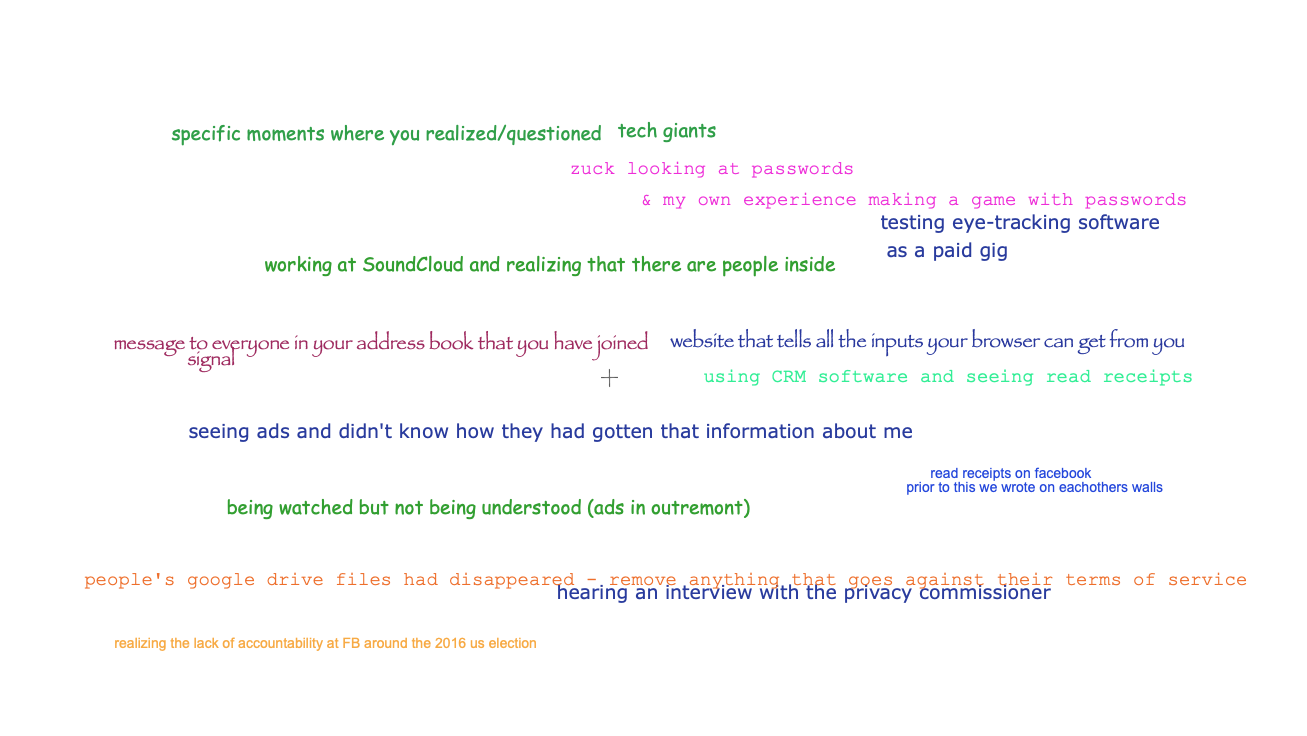 specific moments where you realized/questioned tech giants
zuck looking at passwords
& my own experience making a game with passwords
testing eye-tracking software
as a paid gig
working at SoundCloud and realizing that there are people inside
message to everyone in your address book that you have joined
signal
website that tells all the inputs your browser can get from you
using CRM software and seeing read receipts
seeing ads and didn't know how they had gotten that information about me
read receipts on facebook
prior to this we wrote on eachothers walls
being watched but not being understood (ads in outremont)
people's google drive files had disappeared - remove anything that goes against their terms of service
hearing an interview with the privacy commissioner
realizing the lack of accountability at FB around the 2016 us election